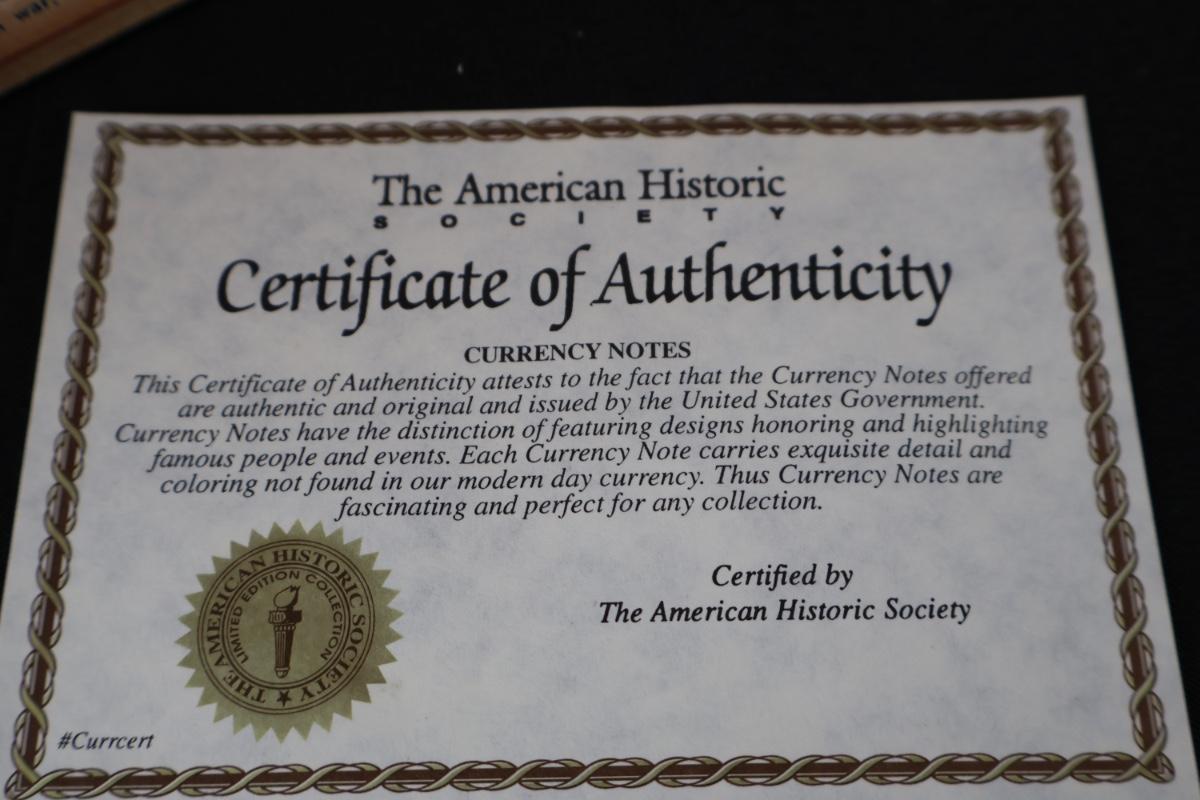 war.
The American Historic
SOCIETY
Certificate of Authenticity
CURRENCY NOTES
This Certificate of Authenticity attests to the fact that the Currency Notes offered
are authentic and original and issued by the United States Government.
Currency Notes have the distinction of featuring designs honoring and highlighting
famous people and events. Each Currency Note carries exquisite detail and
coloring not found in our modern day currency. Thus Currency Notes are
fascinating and perfect for any collection.
THE AMERICAN HISTORIC SOCIETY
LIMITED EDITION COLLECTION
Certified by
The American Historic Society
#Currcert